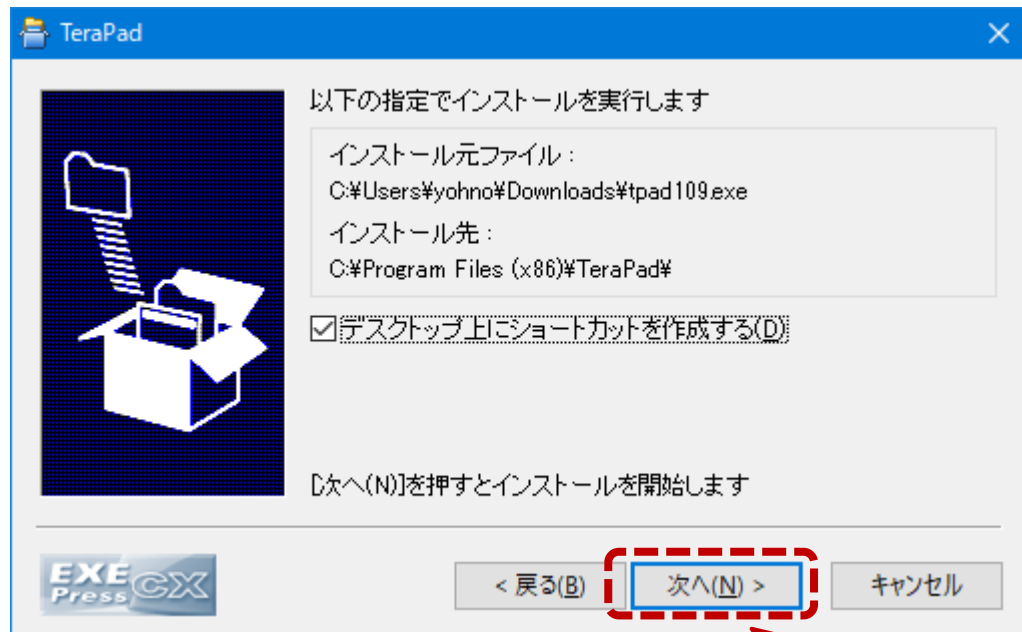 TeraPad
以下の指定でインストールを実行します
インストール元ファイル：
C:¥Users¥yohno¥Downloads¥tpad109.exe
インストール先：
C:¥Program Files (x86)¥TeraPad¥
デスクトップ上にショートカットを作成する(D)
[次へ(N)]を押すとインストールを開始します
EXE
Press CX
< 戻る(B)
次へ(N) >
キャンセル